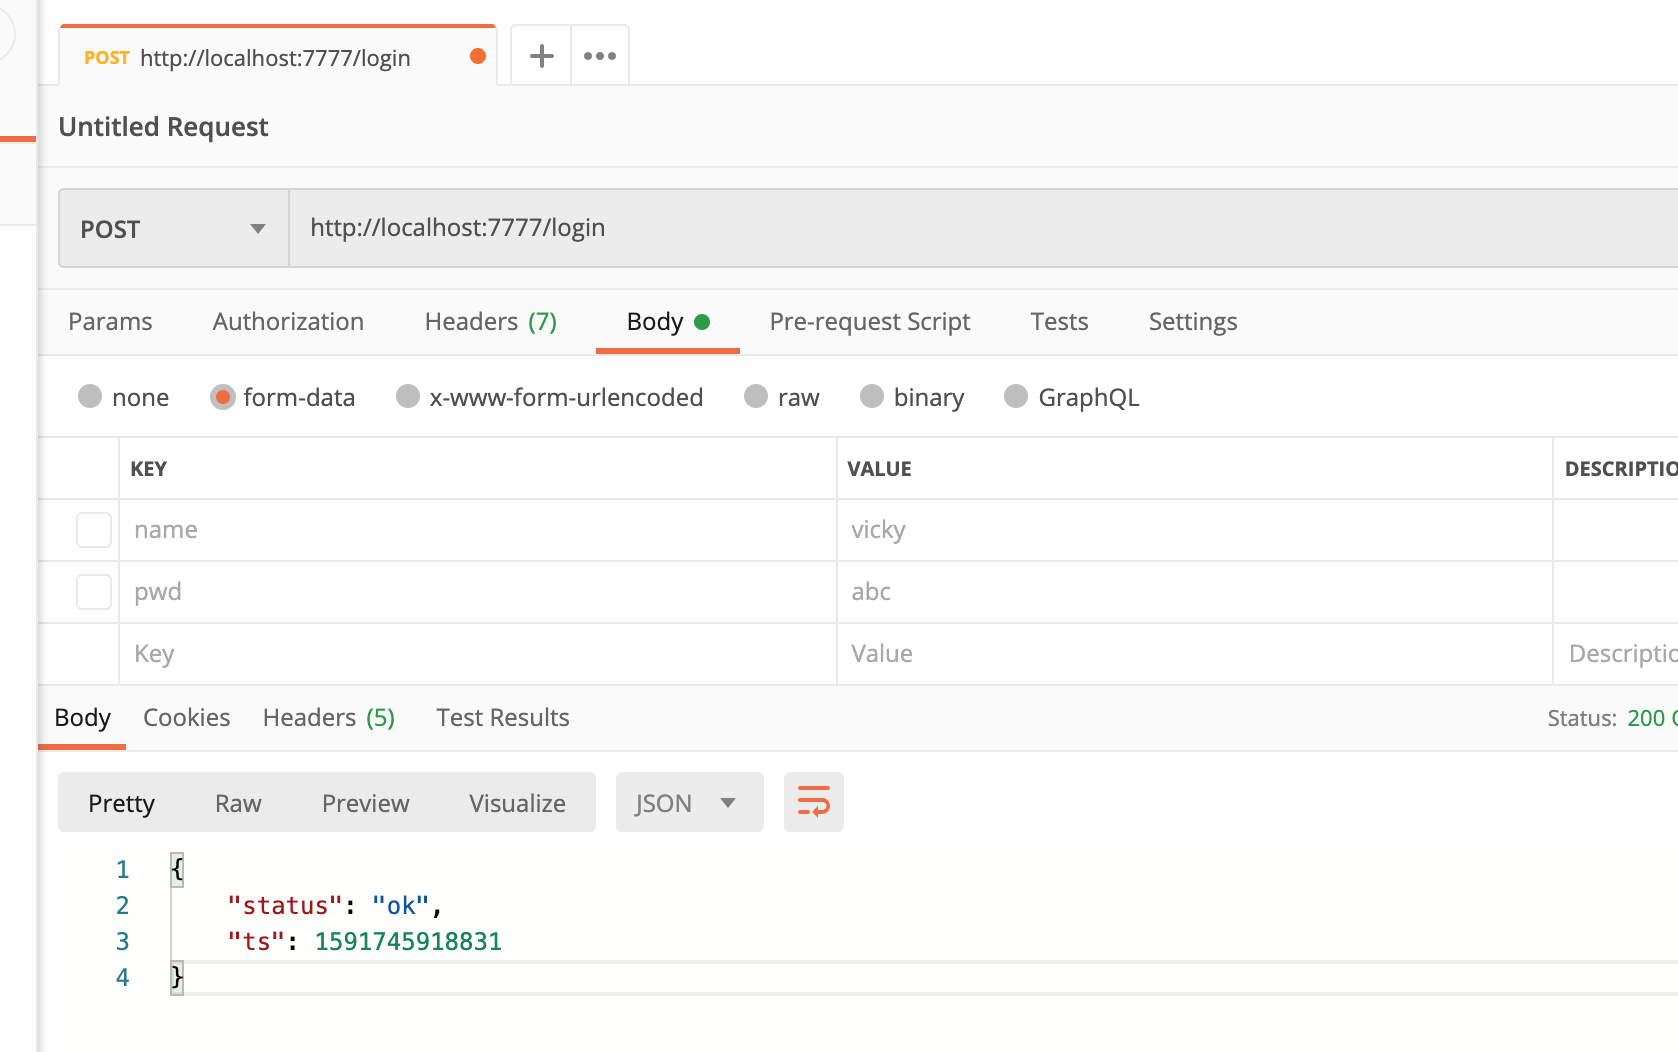 POST http://localhost:7777/login
Untitled Request
POST http://localhost:7777/login
Params Authorization Headers (7) Body Pre-request Script Tests Settings
none form-data x-www-form-urlencoded raw binary GraphQL
KEY VALUE DESCRIPTIO
name vicky
pwd abc
Key Value Descriptio
Body Cookies Headers (5) Test Results Status: 200
Pretty Raw Preview Visualize JSON
1 {
2 "status": "ok",
3 "ts": 1591745918831
4 }